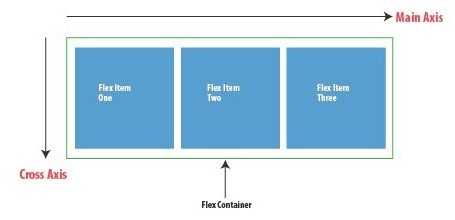 Main Axis
Flex Item
One
Flex Item
Two
Flex Item
Three
Cross Axis
Flex Container